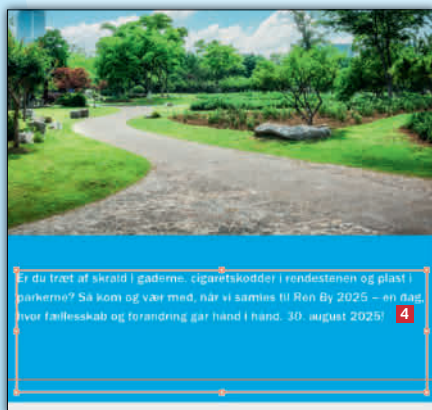 Er du træt af skrald i gaderne, cigaretskodder i rendestenen og plast i
parkerne? Så kom og vær med, når vi samles til Ren By 2025 – en dag,
hvor fællesskab og forandring går hånd i hånd. 30. august 2025!
4